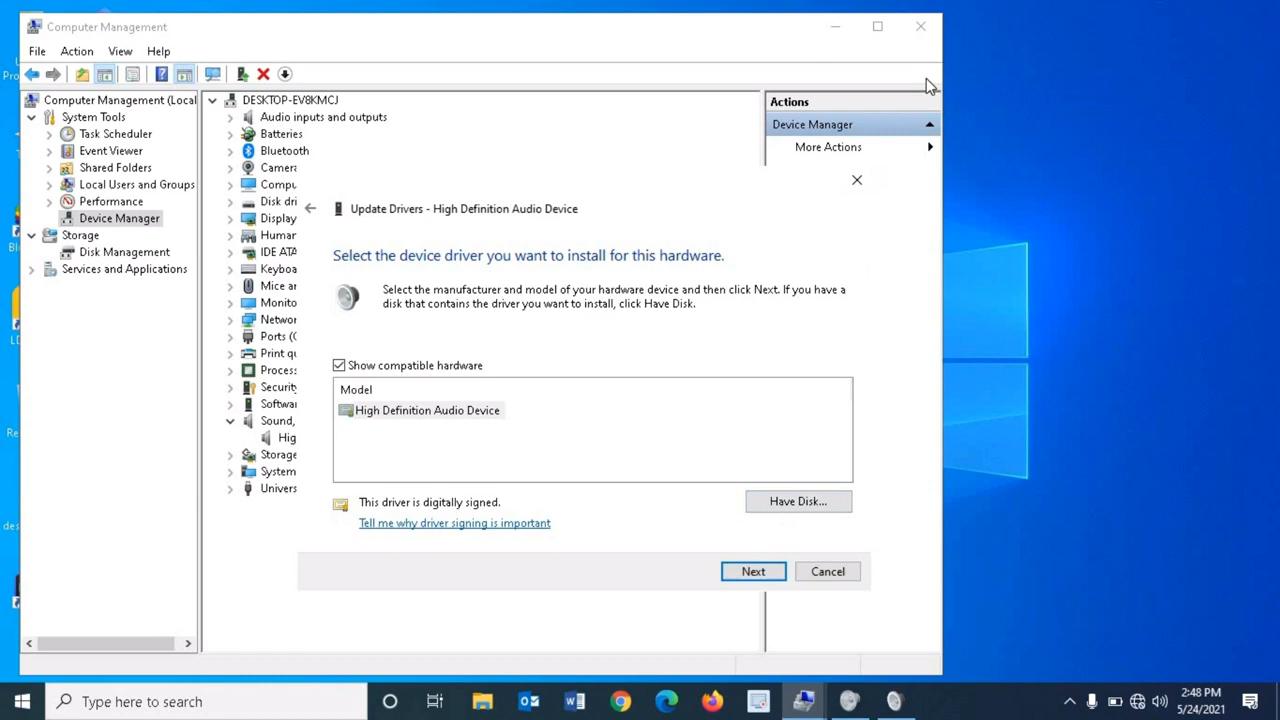 Computer Management
File Action View Help
Computer Management (Local
System Tools
Task Scheduler
Event Viewer
Shared Folders
Local Users and Groups
Performance
Device Manager
Storage
Disk Management
Services and Applications
DESKTOP-EV8KMCJ
Audio inputs and outputs
Batteries
Bluetooth
Camera
Compu
Disk dri
Display
Human
IDE ATA
Keyboa
Mice ar
Monito
Networ
Ports (C
Print qu
Process
Security
Softwar
Sound,
Hig
Storage
System
Univers
Actions
Device Manager
More Actions
Update Drivers - High Definition Audio Device
Select the device driver you want to install for this hardware.
Select the manufacturer and model of your hardware device and then click Next. If you have a
disk that contains the driver you want to install, click Have Disk.
Show compatible hardware
Model
High Definition Audio Device
This driver is digitally signed.
Have Disk...
Tell me why driver signing is important
Next Cancel
Type here to search
2:48 PM
5/24/2021